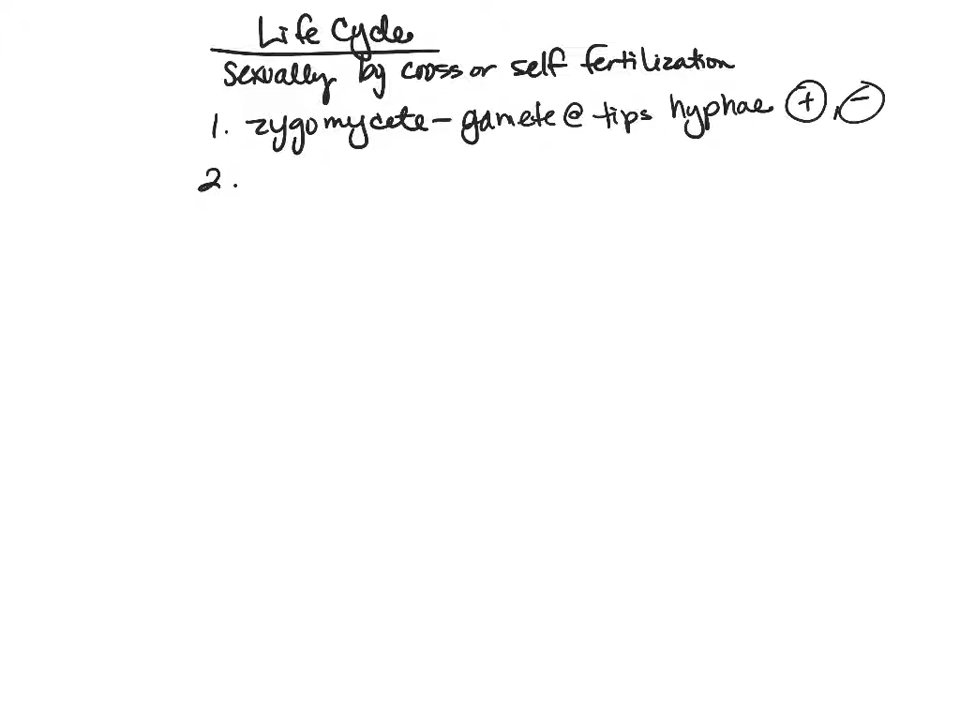 Life Cycle
sexually by cross or self fertilization
1. zygomycete - gamete @ tips hyphae + , -
2.